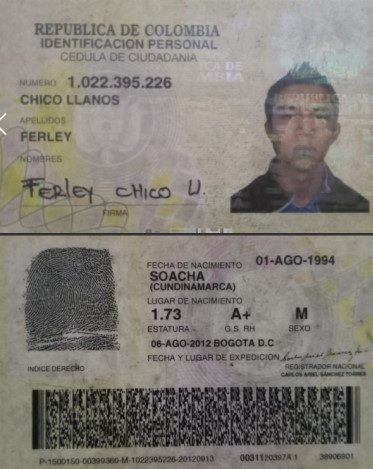 REPUBLICA DE COLOMBIA
IDENTIFICACION PERSONAL
CEDULA DE CIUDADANIA
NUMERO 1.022.395.226
CHICO LLANOS
APELLIDOS
FERLEY
NOMBRES
FERLEY CHICO LL.
FIRMA
FECHA DE NACIMIENTO 01-AGO-1994
SOACHA
(CUNDINAMARCA)
LUGAR DE NACIMIENTO
1.73 A+ M
ESTATURA G.S. RH SEXO
06-AGO-2012 BOGOTA D.C
FECHA Y LUGAR DE EXPEDICION
INDICE DERECHO
REGISTRADOR NACIONAL
CARLOS ARIEL SÁNCHEZ TORRES
P-1500150-00399360-M-1022395226-20120913 0031120397A 1